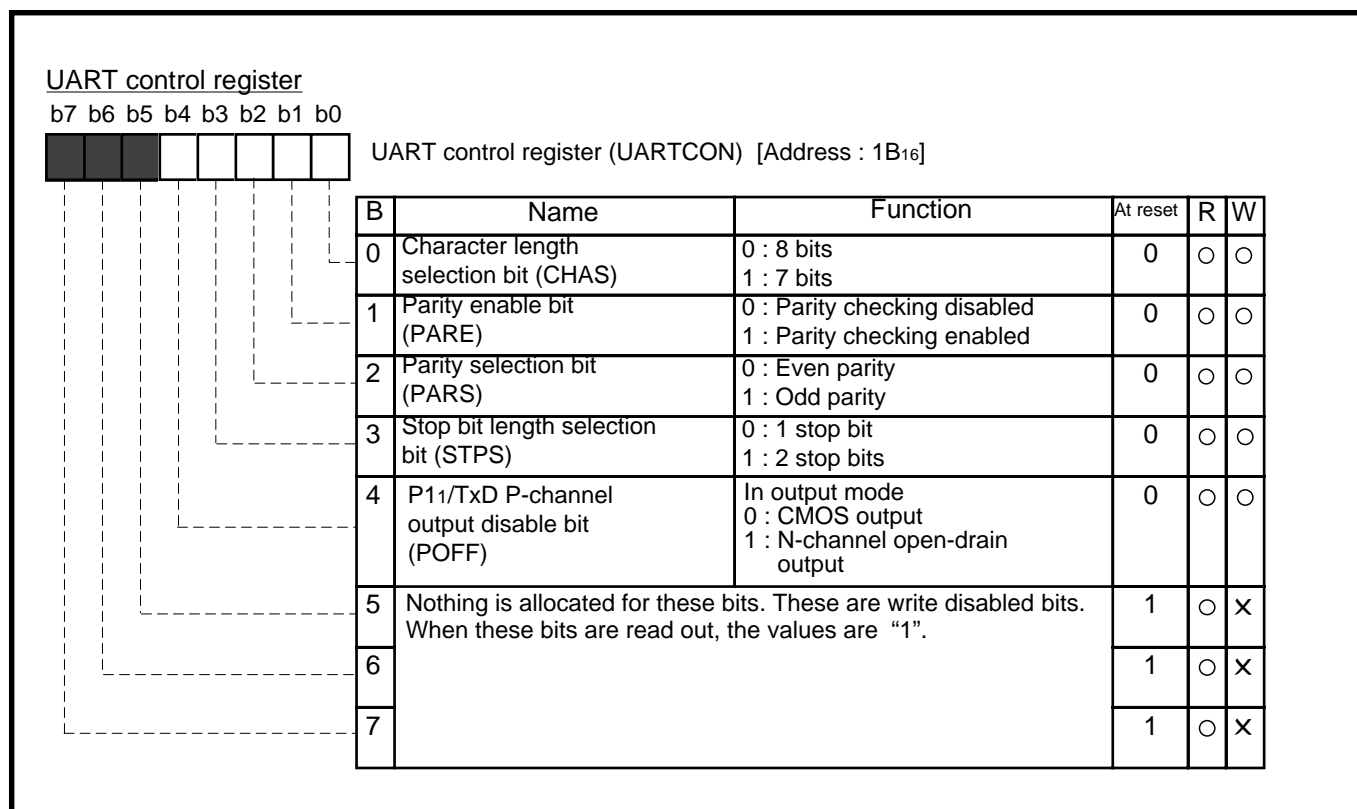 UART control register
b7 b6 b5 b4 b3 b2 b1 b0
UART control register (UARTCON) [Address : 1B16]
B Name Function At reset R W
0 Character length selection bit (CHAS) 0 : 8 bits 1 : 7 bits 0 ○ ○
1 Parity enable bit (PARE) 0 : Parity checking disabled 1 : Parity checking enabled 0 ○ ○
2 Parity selection bit (PARS) 0 : Even parity 1 : Odd parity 0 ○ ○
3 Stop bit length selection bit (STPS) 0 : 1 stop bit 1 : 2 stop bits 0 ○ ○
4 P11/TxD P-channel output disable bit (POFF) In output mode 0 : CMOS output 1 : N-channel open-drain output 0 ○ ○
5 Nothing is allocated for these bits. These are write disabled bits. When these bits are read out, the values are “1”. 1 ○ ×
6 1 ○ ×
7 1 ○ ×